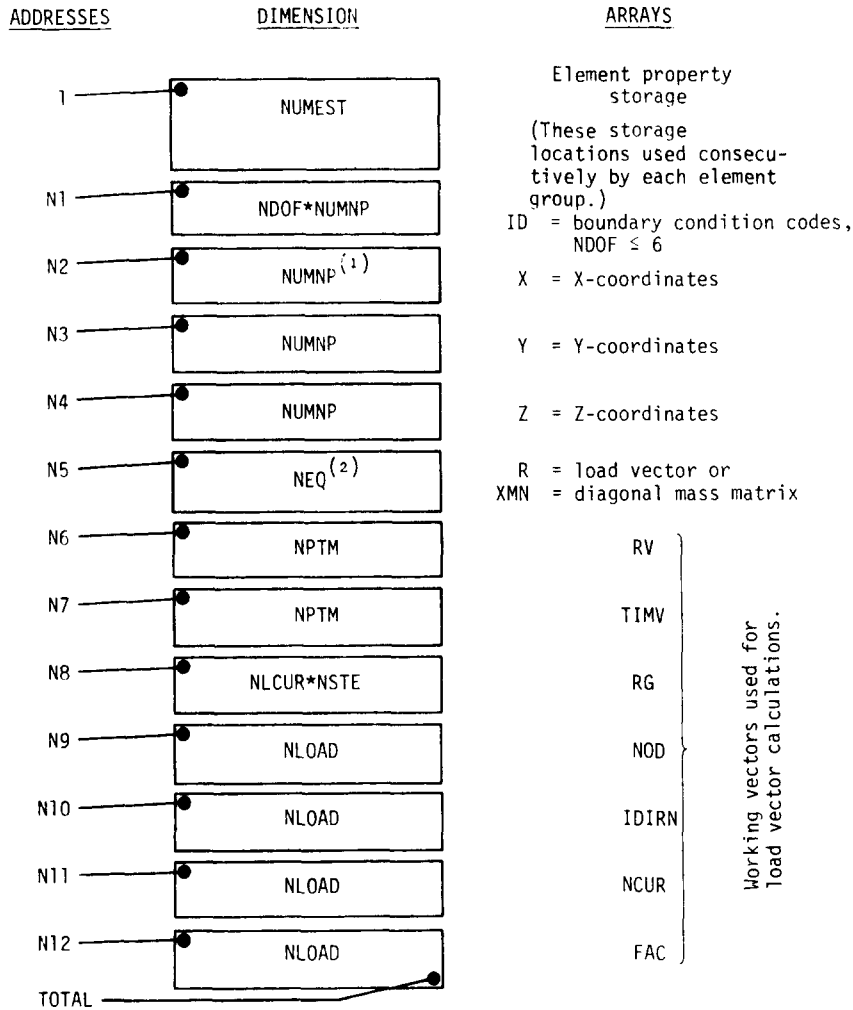 ADDRESSES DIMENSION ARRAYS
1 NUMEST Element property
storage
(These storage
locations used consecu-
tively by each element
group.)
N1 NDOF*NUMNP ID = boundary condition codes,
NDOF ≤ 6
N2 NUMNP(1) X = X-coordinates
N3 NUMNP Y = Y-coordinates
N4 NUMNP Z = Z-coordinates
N5 NEQ(2) R = load vector or
XMN = diagonal mass matrix
N6 NPTM RV
N7 NPTM TIMV
N8 NLCUR*NSTE RG
N9 NLOAD NOD
N10 NLOAD IDIRN
N11 NLOAD NCUR
N12 NLOAD FAC
TOTAL
Working vectors used for
load vector calculations.